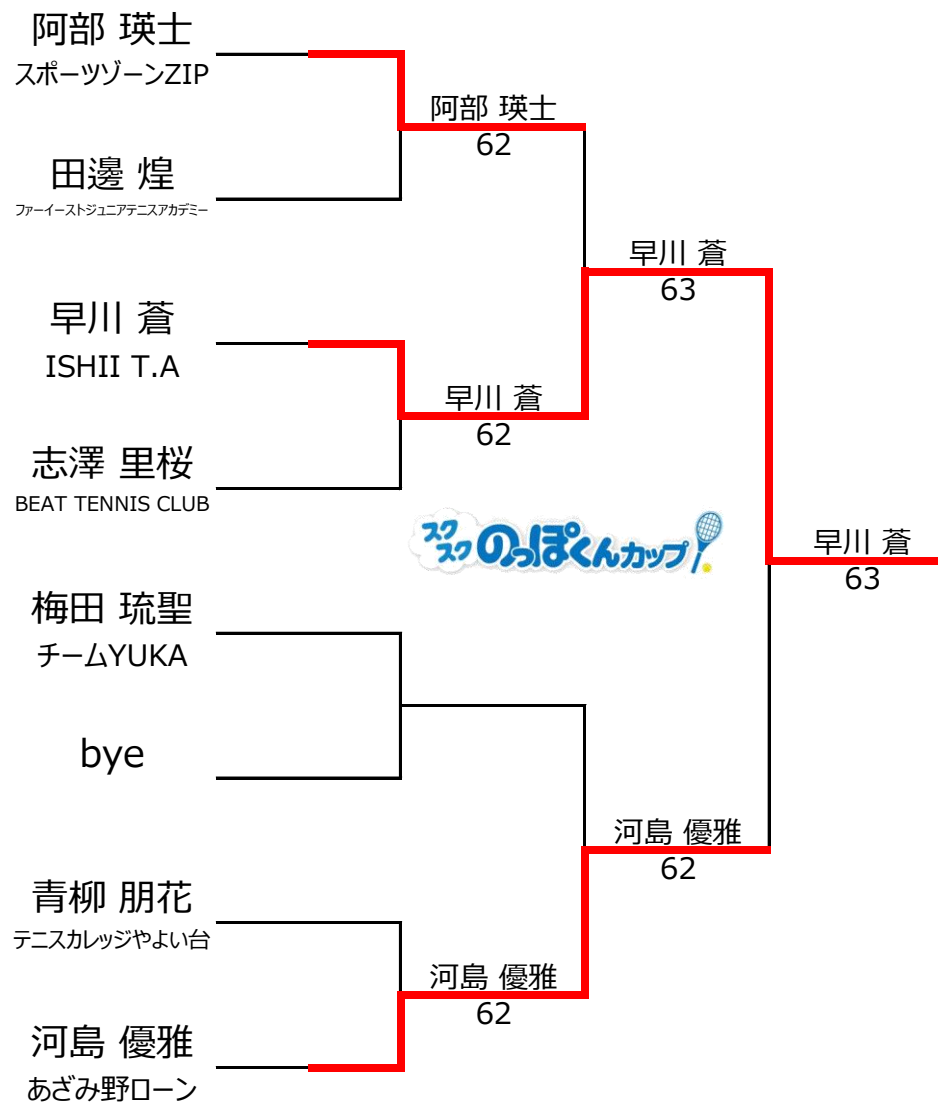 阿部 瑛士
スポーツゾーンZIP
阿部 瑛士
62
田邊 煌
ファーイーストジュニアテニスアカデミー
早川 蒼
63
早川 蒼
ISHII T.A
早川 蒼
62
志澤 里桜
BEAT TENNIS CLUB
スクスク のっぽくんカップ
早川 蒼
63
梅田 琉聖
チームYUKA
bye
河島 優雅
62
青柳 朋花
テニスカレッジやよい台
河島 優雅
62
河島 優雅
あざみ野ローン